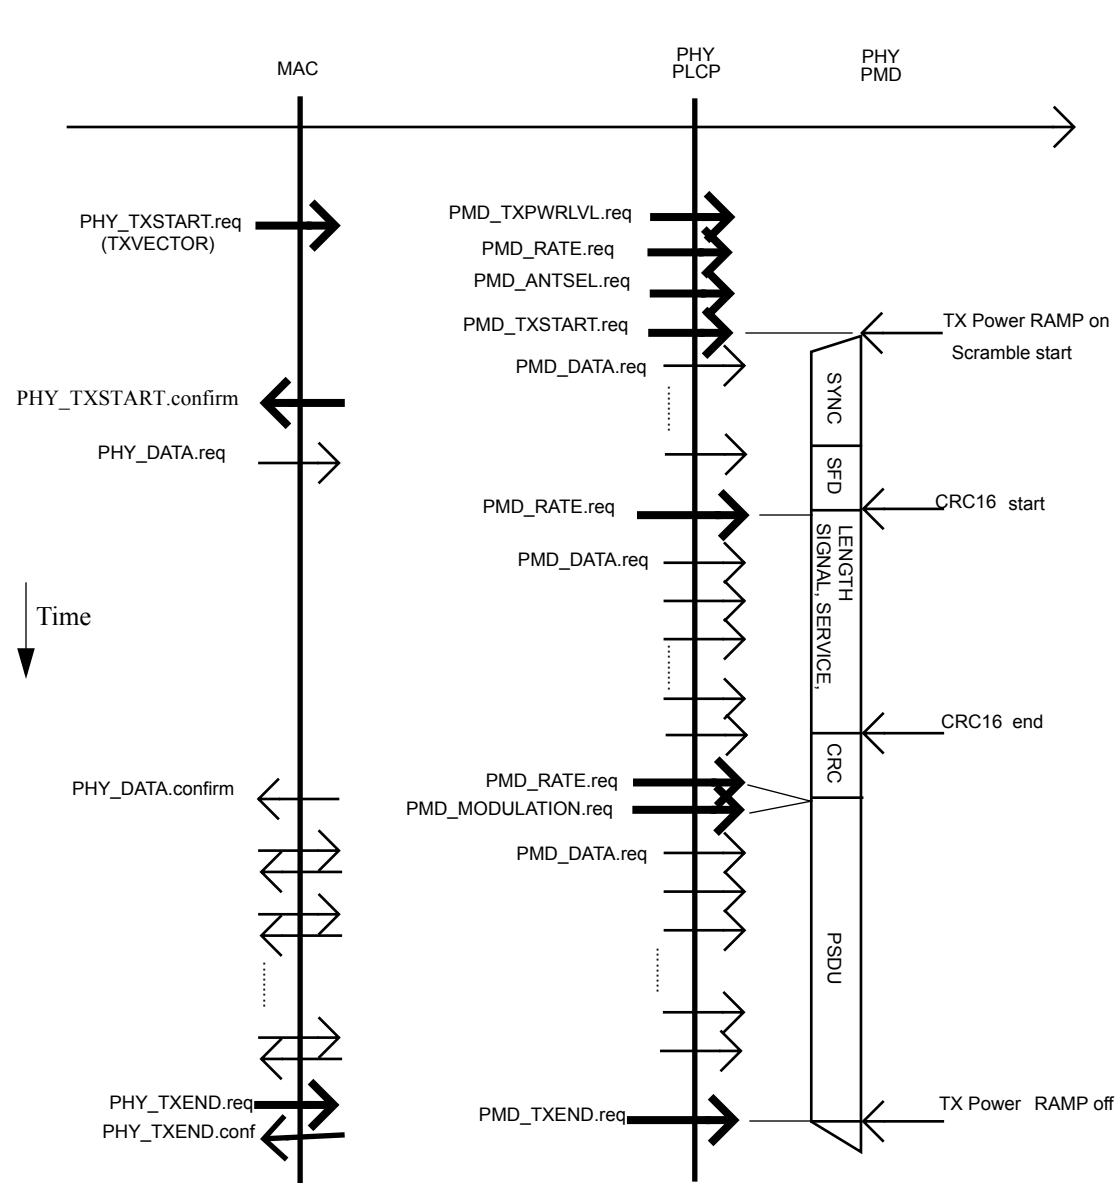 MAC
PHY
PLCP
PHY
PMD
PHY_TXSTART.req
(TXVECTOR)
PMD_TXPWRLVL.req
PMD_RATE.req
PMD_ANTSEL.req
PMD_TXSTART.req
TX Power RAMP on
Scramble start
PMD_DATA.req
SYNC
PHY_TXSTART.confirm
PHY_DATA.req
SFD
PMD_RATE.req
CRC16 start
PMD_DATA.req
LENGTH
SIGNAL, SERVICE,
Time
CRC16 end
CRC
PHY_DATA.confirm
PMD_RATE.req
PMD_MODULATION.req
PMD_DATA.req
PSDU
PHY_TXEND.req
PHY_TXEND.conf
PMD_TXEND.req
TX Power RAMP off